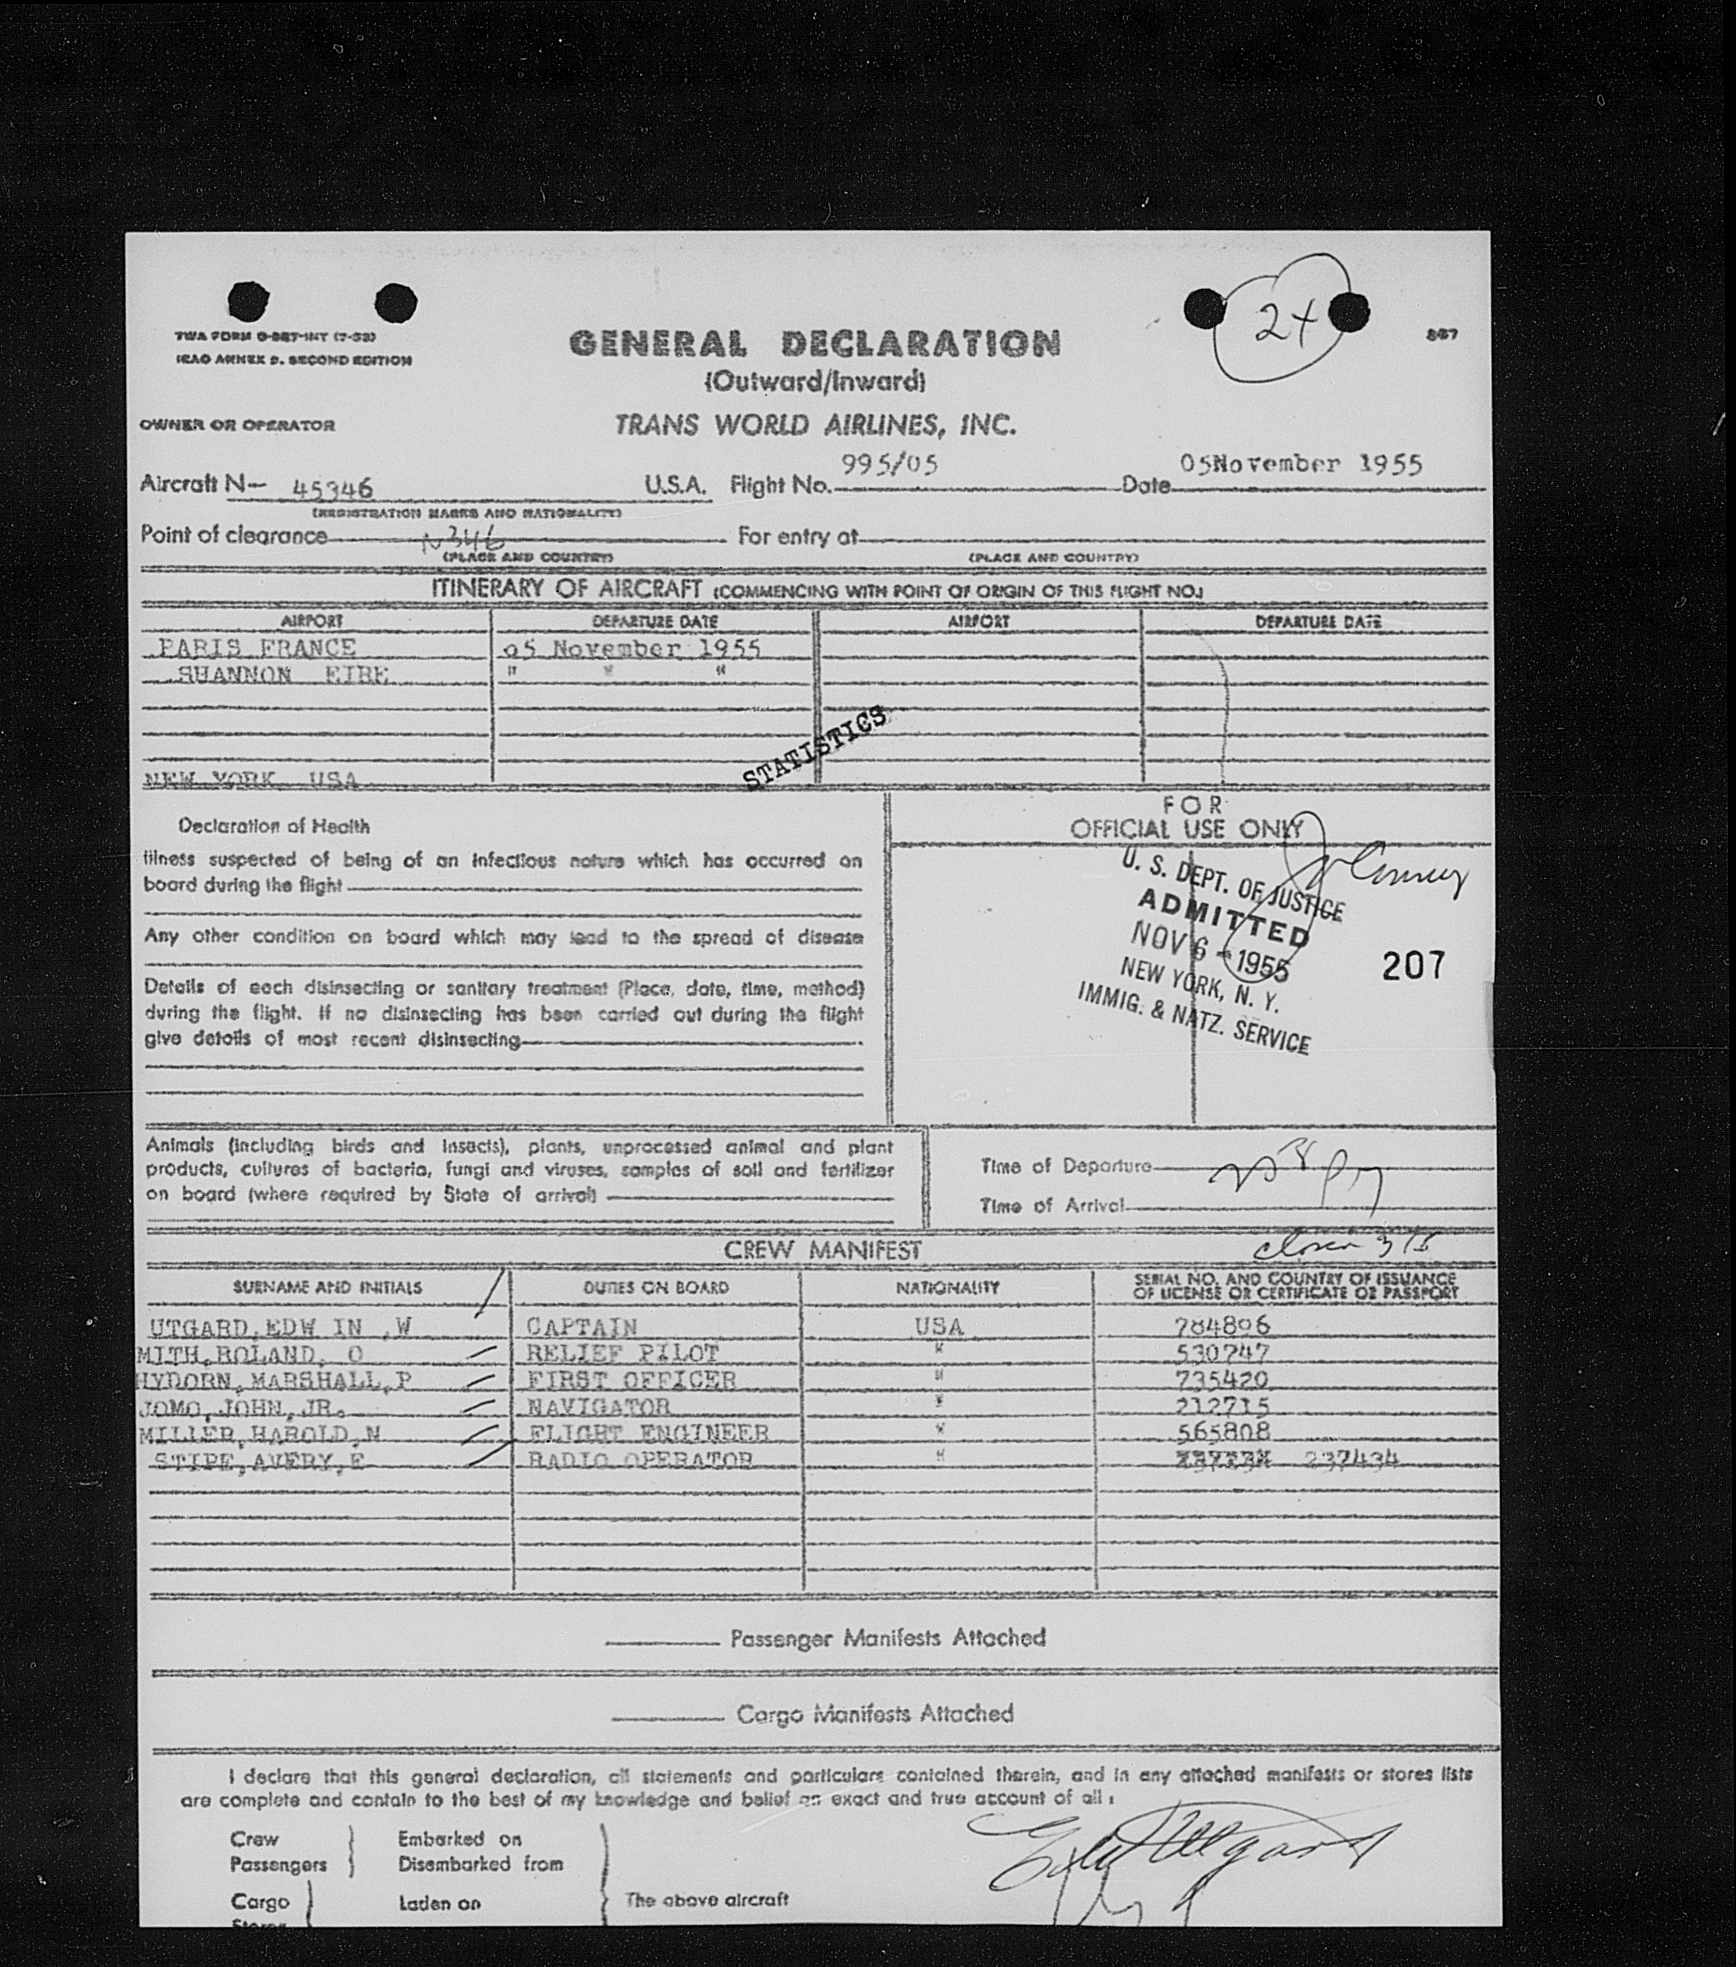 24
TWA FORM O-867-INT (7-53)
ICAO ANNEX 9. SECOND EDITION
GENERAL DECLARATION
867
(Outward/Inward)
OWNER OR OPERATOR
TRANS WORLD AIRLINES, INC.
Aircraft N- 45346 U.S.A. Flight No. 995/05 Date 05November 1955
(REGISTRATION MARKS AND NATIONALITY)
Point of clearance N346 For entry at
(PLACE AND COUNTRY) (PLACE AND COUNTRY)
ITINERARY OF AIRCRAFT (COMMENCING WITH POINT OF ORIGIN OF THIS FLIGHT NO.)
AIRPORT DEPARTURE DATE AIRPORT DEPARTURE DATE
PARIS FRANCE 05 November 1955
SHANNON EIRE " " "
STATISTICS
NEW YORK USA
FOR
OFFICIAL USE ONLY
Declaration of Health
Illness suspected of being of an infectious nature which has occurred on
board during the flight
Any other condition on board which may lead to the spread of disease
Details of each disinsecting or sanitary treatment (Place, date, time, method)
during the flight. If no disinsecting has been carried out during the flight
give details of most recent disinsecting
U. S. DEPT. OF JUSTICE
ADMITTED
NOV 6 - 1955
NEW YORK, N. Y.
IMMIG. & NATZ. SERVICE
207
Animals (including birds and insects), plants, unprocessed animal and plant
products, cultures of bacteria, fungi and viruses, samples of soil and fertilizer
on board (where required by State of arrival)
Time of Departure
Time of Arrival
CREW MANIFEST
SURNAME AND INITIALS DUTIES ON BOARD NATIONALITY SERIAL NO. AND COUNTRY OF ISSUANCE
OF LICENSE OR CERTIFICATE OR PASSPORT
UTGARD,EDW IN ,W CAPTAIN USA 784806
MITH,ROLAND, O RELIEF PILOT " 530747
HYDORN,MARSHALL,P FIRST OFFICER " 735420
JOMO,JOHN,JR. NAVIGATOR " 212715
MILLER,HAROLD,N FLIGHT ENGINEER " 565808
STIPE,AVERY,E RADIO OPERATOR " 237434
Passenger Manifests Attached
Cargo Manifests Attached
I declare that this general declaration, all statements and particulars contained therein, and in any attached manifests or stores lists
are complete and contain to the best of my knowledge and belief an exact and true account of all :
Crew } Embarked on
Passengers } Disembarked from
Cargo } Laden on The above aircraft
Stores